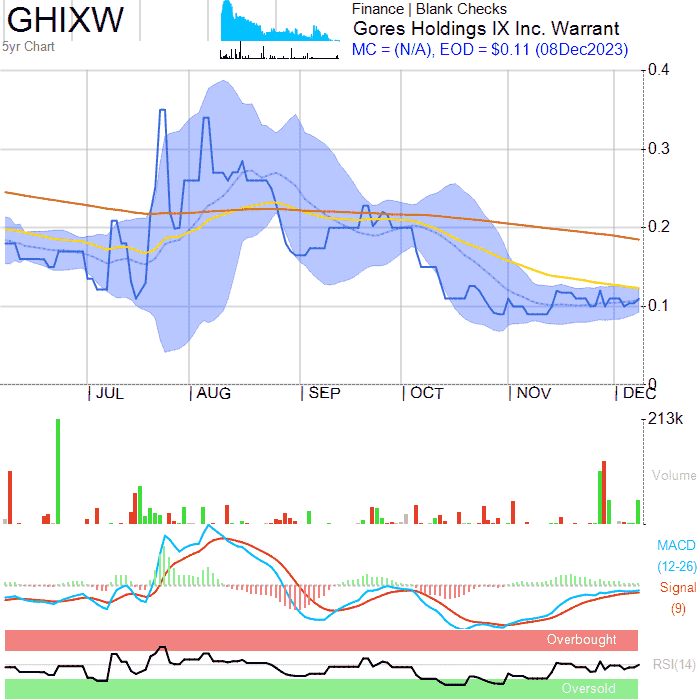 GHIXW
5yr Chart
Finance | Blank Checks
Gores Holdings IX Inc. Warrant
MC = (N/A), EOD = $0.11 (08Dec2023)
0.4
0.3
0.2
0.1
0
JUL
AUG
SEP
OCT
NOV
DEC
213k
Volume
MACD
(12-26)
Signal
(9)
Overbought
RSI(14)
Oversold